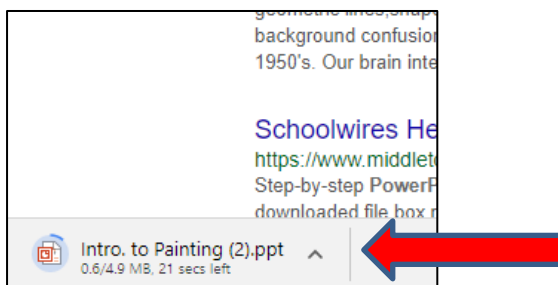 background confusion
1950's. Our brain inte
Schoolwires He
https://www.middlet
Step-by-step PowerP
downloaded file box
Intro. to Painting (2).ppt
0.6/4.9 MB, 21 secs left